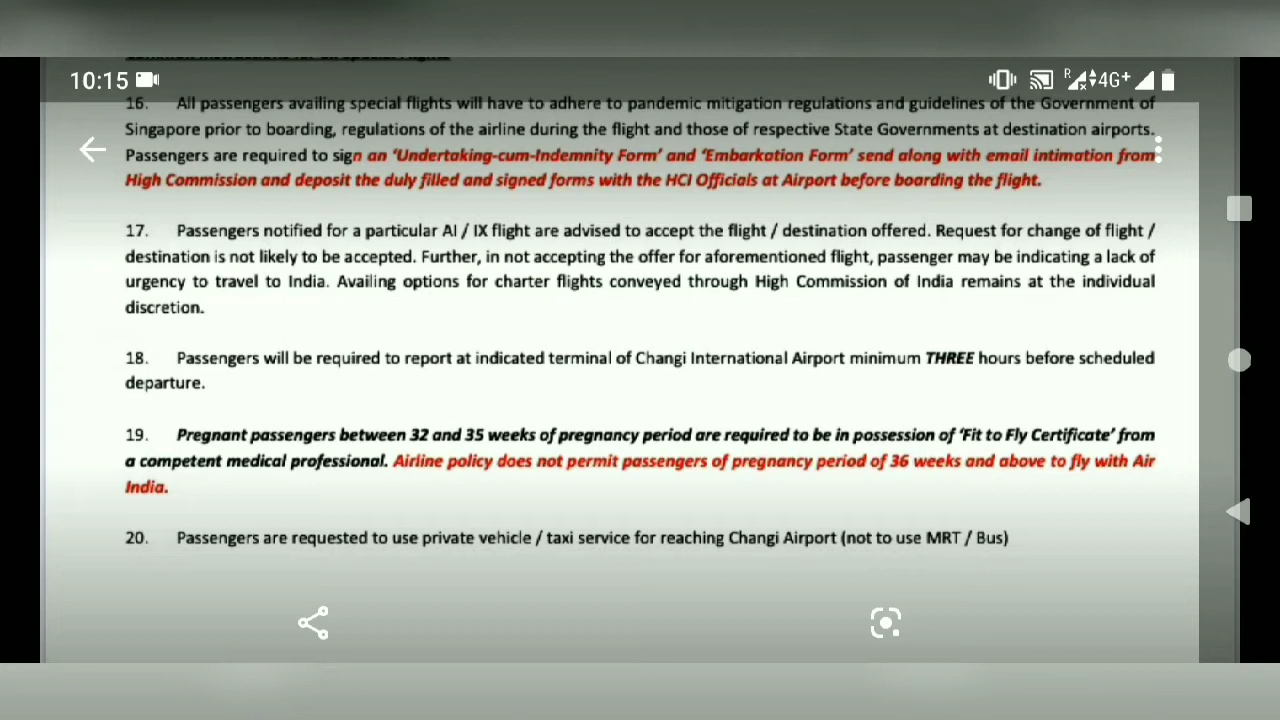 10:15
R 4G+
16. All passengers availing special flights will have to adhere to pandemic mitigation regulations and guidelines of the Government of
Singapore prior to boarding, regulations of the airline during the flight and those of respective State Governments at destination airports.
Passengers are required to sign an ‘Undertaking-cum-Indemnity Form’ and ‘Embarkation Form’ send along with email intimation from
High Commission and deposit the duly filled and signed forms with the HCI Officials at Airport before boarding the flight.
17. Passengers notified for a particular AI / IX flight are advised to accept the flight / destination offered. Request for change of flight /
destination is not likely to be accepted. Further, in not accepting the offer for aforementioned flight, passenger may be indicating a lack of
urgency to travel to India. Availing options for charter flights conveyed through High Commission of India remains at the individual
discretion.
18. Passengers will be required to report at indicated terminal of Changi International Airport minimum THREE hours before scheduled
departure.
19. Pregnant passengers between 32 and 35 weeks of pregnancy period are required to be in possession of ‘Fit to Fly Certificate’ from
a competent medical professional. Airline policy does not permit passengers of pregnancy period of 36 weeks and above to fly with Air
India.
20. Passengers are requested to use private vehicle / taxi service for reaching Changi Airport (not to use MRT / Bus)